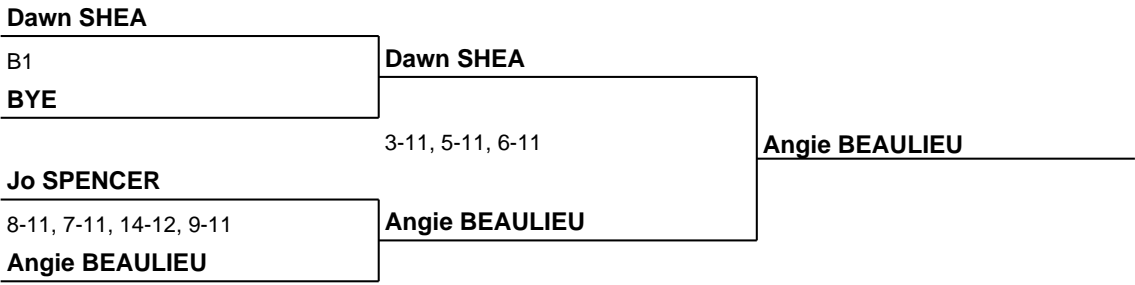 Dawn SHEA
B1
BYE
Dawn SHEA
3-11, 5-11, 6-11
Angie BEAULIEU
Jo SPENCER
8-11, 7-11, 14-12, 9-11
Angie BEAULIEU
Angie BEAULIEU